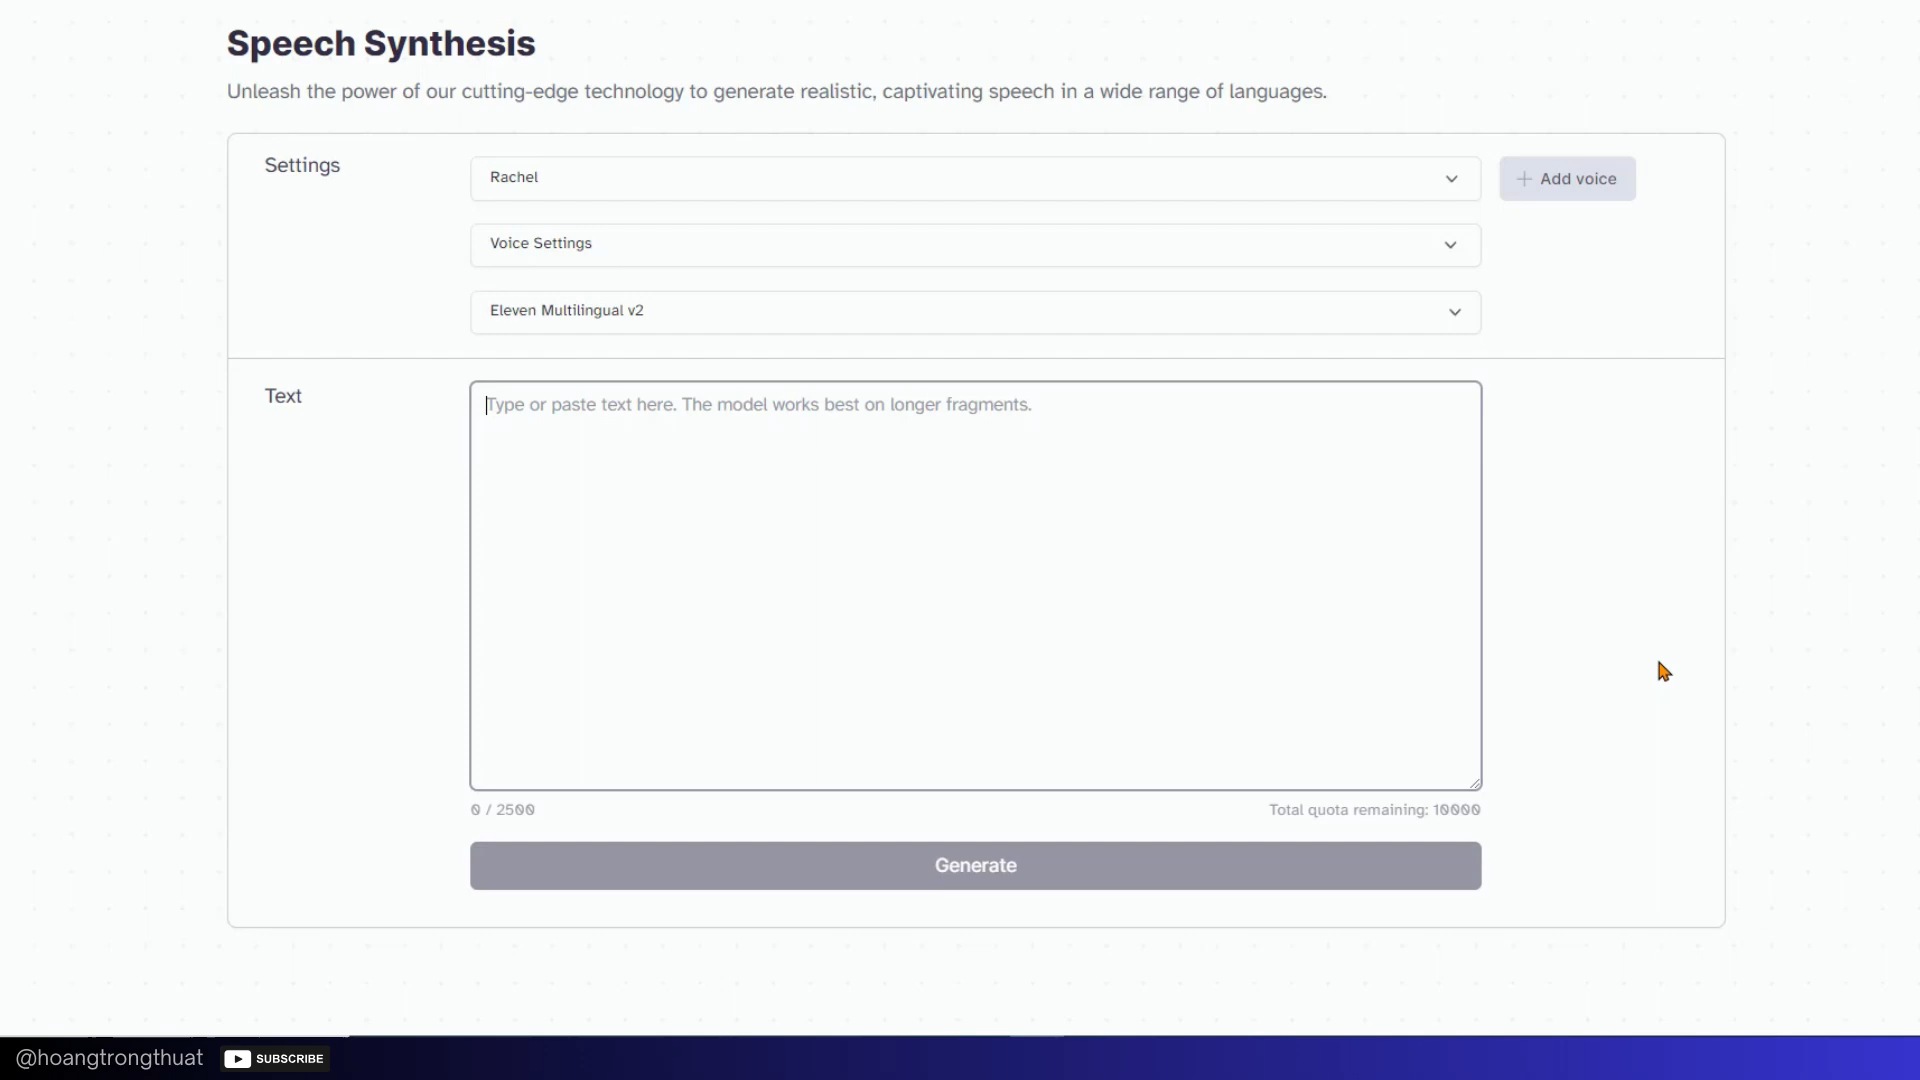 Speech Synthesis
Unleash the power of our cutting-edge technology to generate realistic, captivating speech in a wide range of languages.
Settings
Rachel
+ Add voice
Voice Settings
Eleven Multilingual v2
Text
Type or paste text here. The model works best on longer fragments.
0 / 2500
Total quota remaining: 10000
Generate
@hoangtrongthuat
SUBSCRIBE